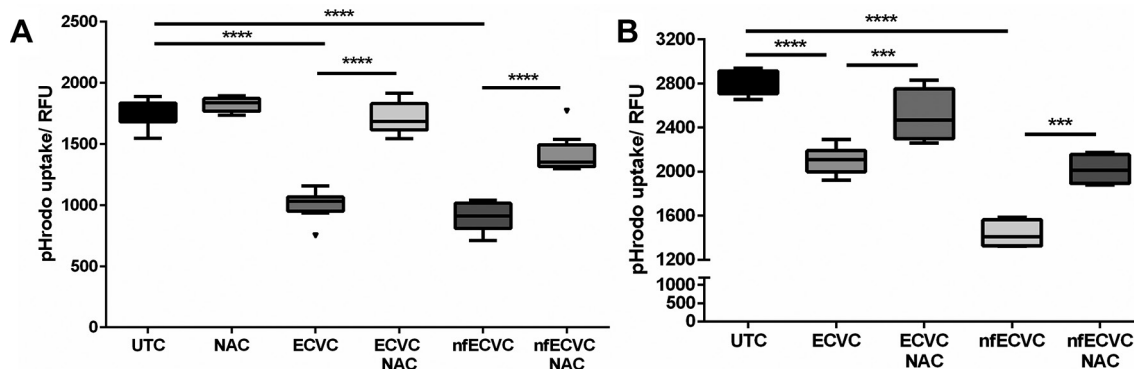 A
pHrodo uptake/ RFU
2500
2000
1500
1000
500
0
****
****
****
****
UTC
NAC
ECVC
ECVC
NAC
nfECVC
nfECVC
NAC
B
pHrodo uptake/ RFU
3200
2800
2400
2000
1600
1200
1000
500
0
****
****
***
***
UTC
ECVC
ECVC
NAC
nfECVC
nfECVC
NAC